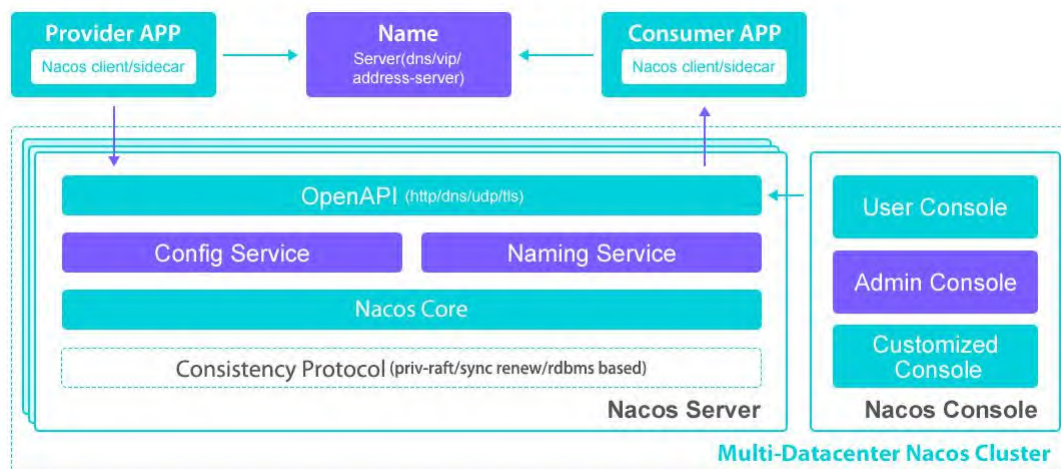 Provider APP
Nacos client/sidecar
Name
Server(dns/vip/
address-server)
Consumer APP
Nacos client/sidecar
OpenAPI (http/dns/udp/tls)
Config Service
Naming Service
Nacos Core
Consistency Protocol (priv-raft/sync renew/rdbms based)
Nacos Server
User Console
Admin Console
Customized
Console
Nacos Console
Multi-Datacenter Nacos Cluster